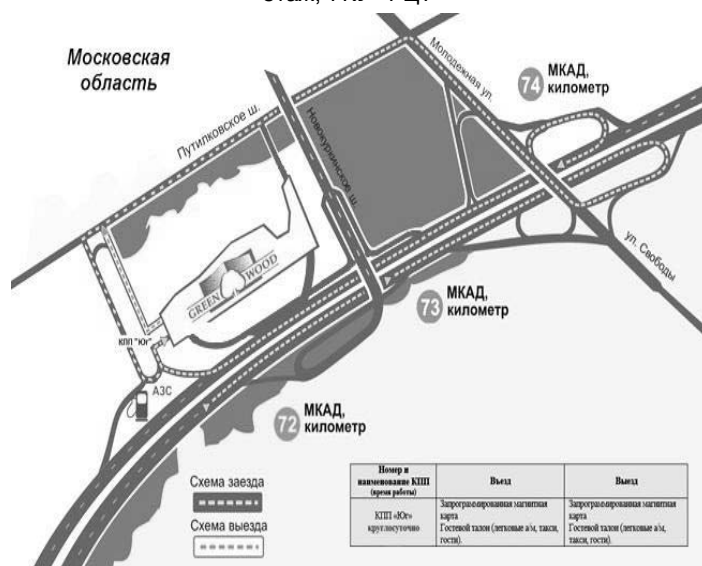 Московская
область
74
МКАД,
километр
Молодежная ул.
Путилковское ш.
Новокуркинское ш.
ул. Свободы
GREEN WOOD
КПП "Юг"
АЗС
73
МКАД,
километр
72
МКАД,
километр
Схема заезда
Схема выезда
Номер и
наименование КПП
(время работы)
Въезд
Выезд
КПП «Юг»
круглосуточно
Запрограммированная магнитная
карта
Гостевой талон (легковые а/м, такси,
гости).
Запрограммированная магнитная
карта
Гостевой талон (легковые а/м,
такси, гости).